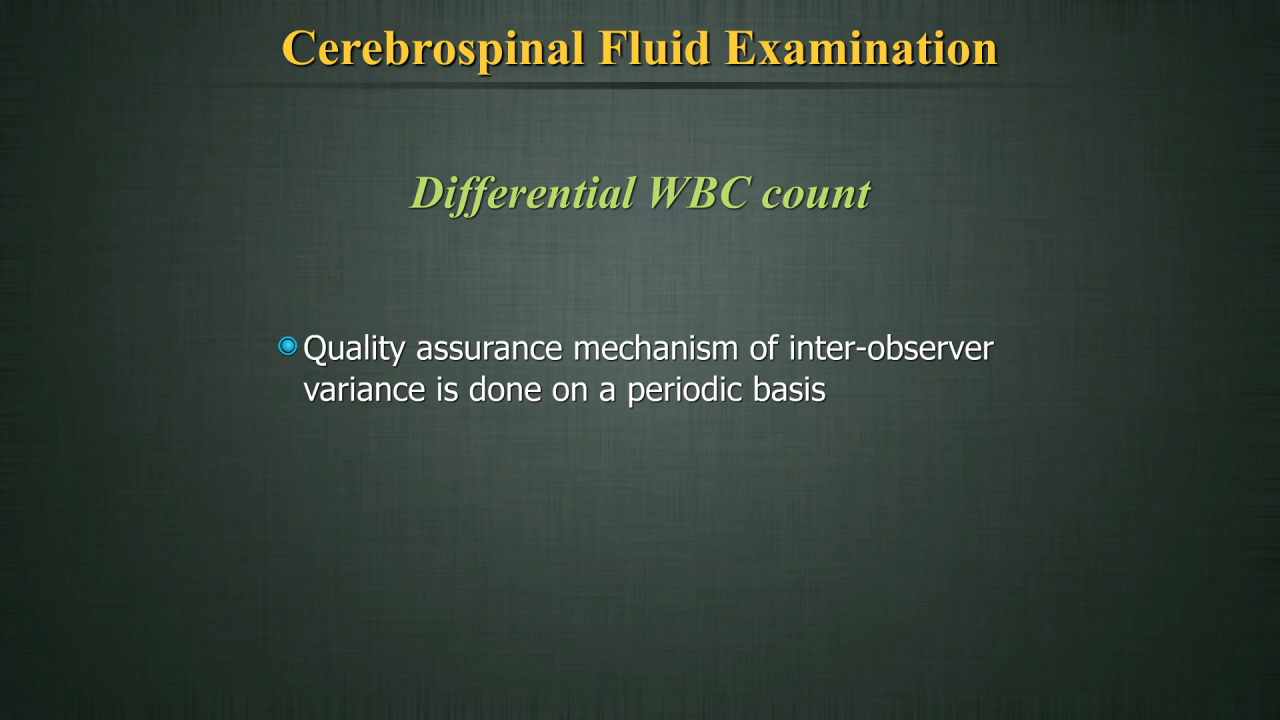 Cerebrospinal Fluid Examination
Differential WBC count
Quality assurance mechanism of inter-observer
variance is done on a periodic basis